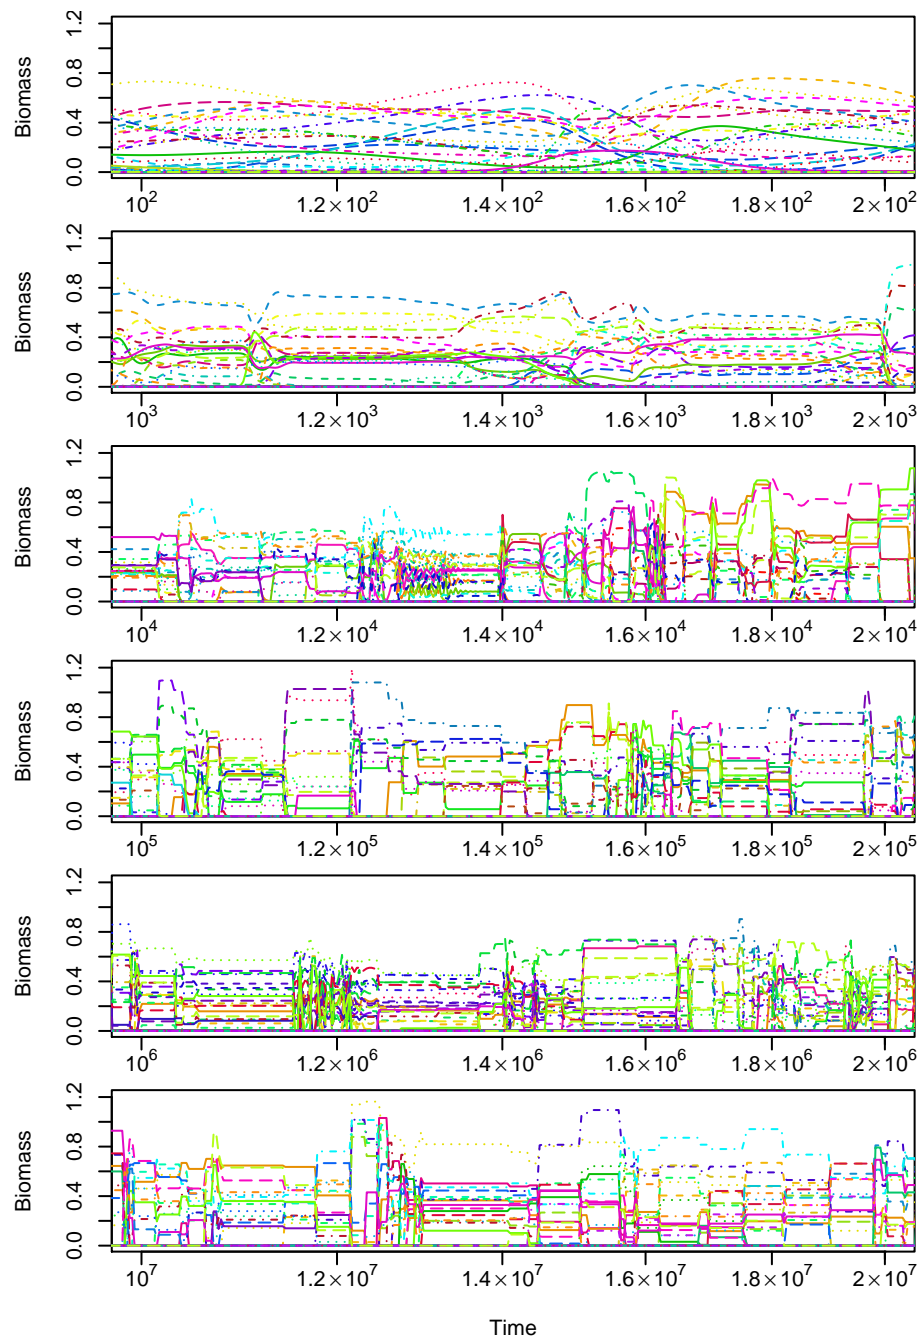 Biomass
0.0 0.4 0.8 1.2
10² 1.2×10² 1.4×10² 1.6×10² 1.8×10² 2×10²
Biomass
0.0 0.4 0.8 1.2
10³ 1.2×10³ 1.4×10³ 1.6×10³ 1.8×10³ 2×10³
Biomass
0.0 0.4 0.8 1.2
10⁴ 1.2×10⁴ 1.4×10⁴ 1.6×10⁴ 1.8×10⁴ 2×10⁴
Biomass
0.0 0.4 0.8 1.2
10⁵ 1.2×10⁵ 1.4×10⁵ 1.6×10⁵ 1.8×10⁵ 2×10⁵
Biomass
0.0 0.4 0.8 1.2
10⁶ 1.2×10⁶ 1.4×10⁶ 1.6×10⁶ 1.8×10⁶ 2×10⁶
Biomass
0.0 0.4 0.8 1.2
10⁷ 1.2×10⁷ 1.4×10⁷ 1.6×10⁷ 1.8×10⁷ 2×10⁷
Time